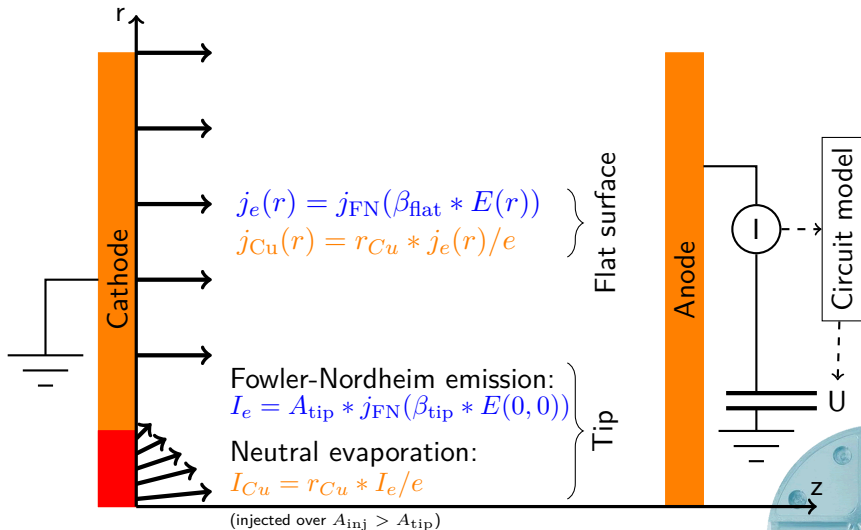 r
Cathode
j_e(r) = j_FN(β_flat * E(r))
j_Cu(r) = r_Cu * j_e(r)/e
Flat surface
Fowler-Nordheim emission:
I_e = A_tip * j_FN(β_tip * E(0, 0))
Neutral evaporation:
I_Cu = r_Cu * I_e/e
(injected over A_inj > A_tip)
Tip
Anode
I
Circuit model
U
z